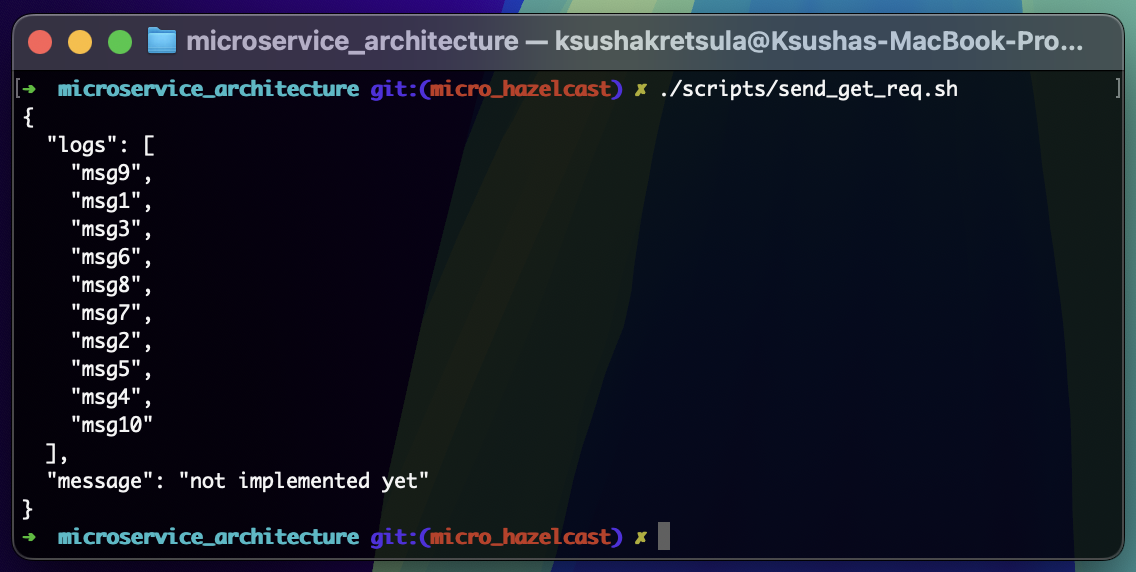 microservice_architecture — ksushakretsula@Ksushas-MacBook-Pro...
[➜  microservice_architecture git:(micro_hazelcast) ✗ ./scripts/send_get_req.sh ]
{
  "logs": [
    "msg9",
    "msg1",
    "msg3",
    "msg6",
    "msg8",
    "msg7",
    "msg2",
    "msg5",
    "msg4",
    "msg10"
  ],
  "message": "not implemented yet"
}
➜  microservice_architecture git:(micro_hazelcast) ✗